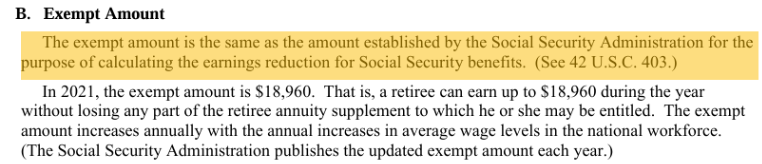 B. Exempt Amount
The exempt amount is the same as the amount established by the Social Security Administration for the
purpose of calculating the earnings reduction for Social Security benefits. (See 42 U.S.C. 403.)
In 2021, the exempt amount is $18,960. That is, a retiree can earn up to $18,960 during the year
without losing any part of the retiree annuity supplement to which he or she may be entitled. The exempt
amount increases annually with the annual increases in average wage levels in the national workforce.
(The Social Security Administration publishes the updated exempt amount each year.)